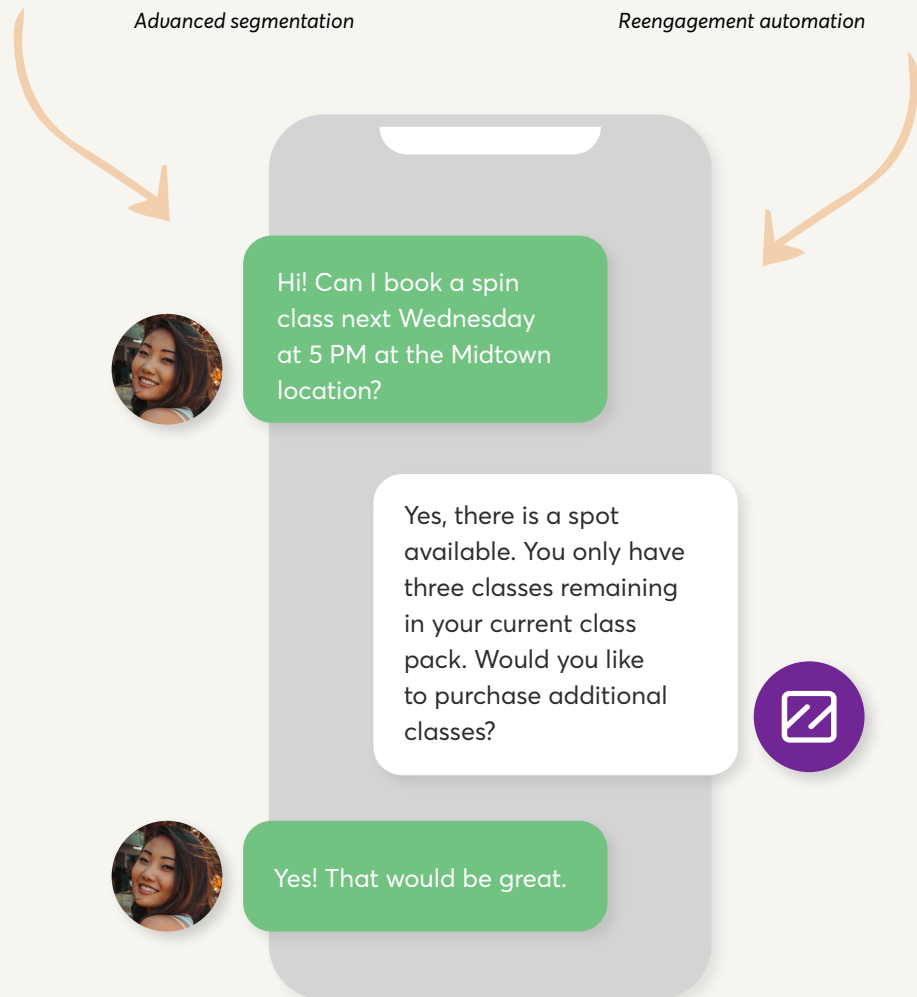 Advanced segmentation
Reengagement automation
Hi! Can I book a spin
class next Wednesday
at 5 PM at the Midtown
location?
Yes, there is a spot
available. You only have
three classes remaining
in your current class
pack. Would you like
to purchase additional
classes?
Yes! That would be great.